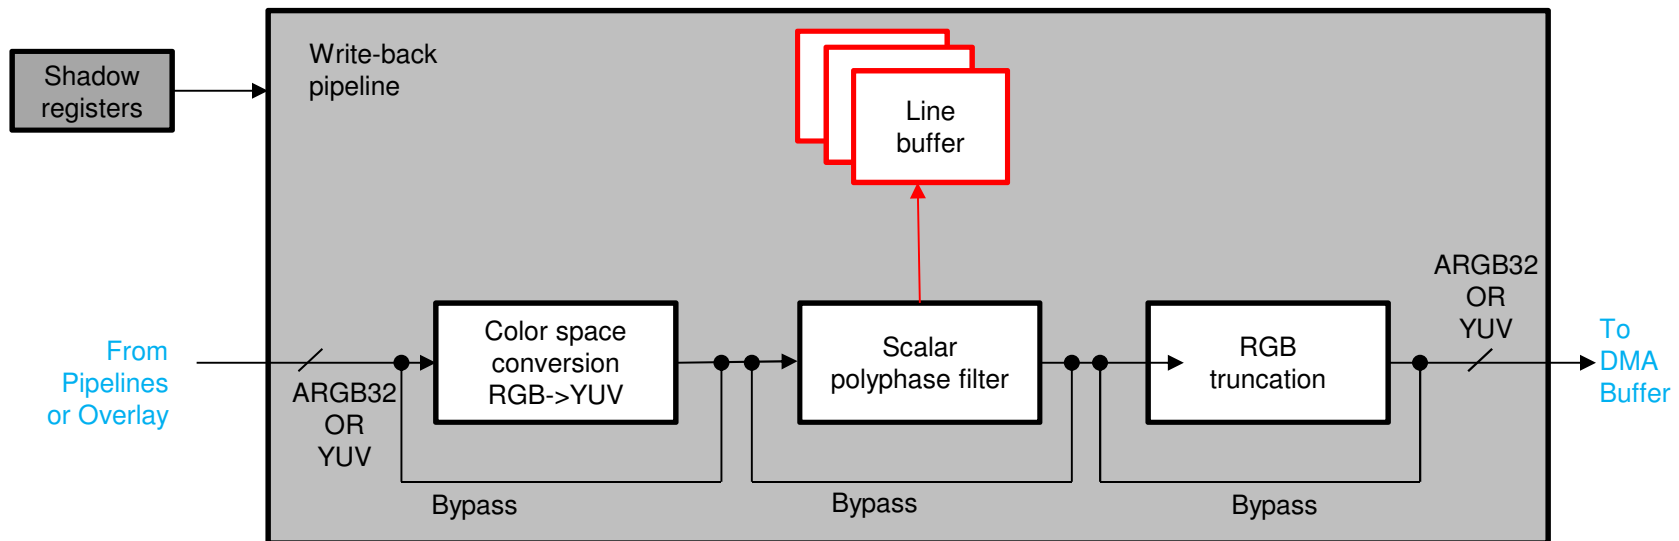 Shadow
registers
Write-back
pipeline
Line
buffer
From
Pipelines
or Overlay
ARGB32
OR
YUV
Color space
conversion
RGB->YUV
Bypass
Scalar
polyphase filter
Bypass
RGB
truncation
Bypass
ARGB32
OR
YUV
To
DMA
Buffer